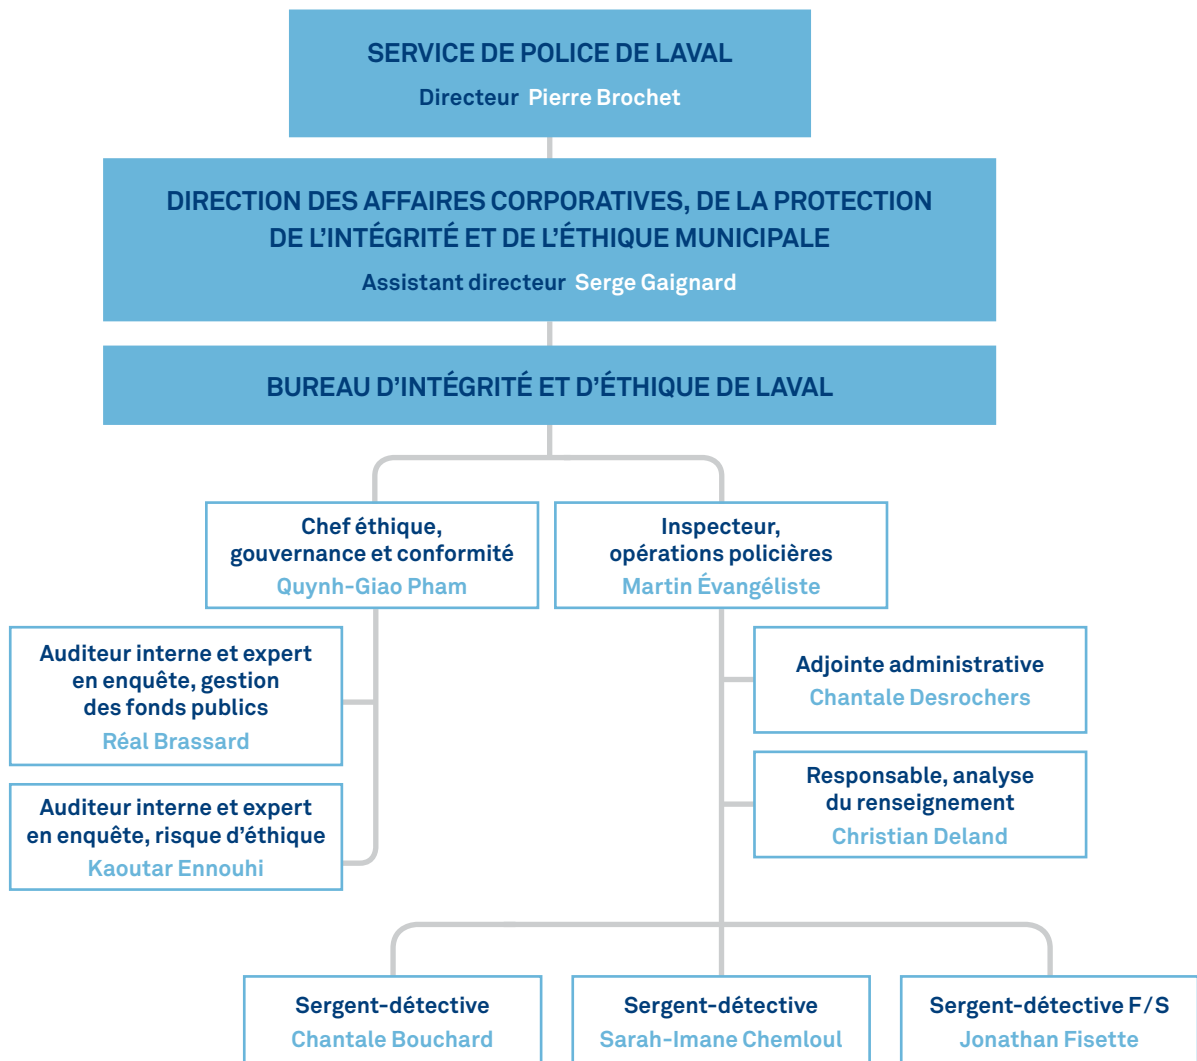 SERVICE DE POLICE DE LAVAL
Directeur Pierre Brochet
DIRECTION DES AFFAIRES CORPORATIVES, DE LA PROTECTION
DE L’INTÉGRITÉ ET DE L’ÉTHIQUE MUNICIPALE
Assistant directeur Serge Gaignard
BUREAU D’INTÉGRITÉ ET D’ÉTHIQUE DE LAVAL
Chef éthique,
gouvernance et conformité
Quynh-Giao Pham
Inspecteur,
opérations policières
Martin Évangéliste
Auditeur interne et expert
en enquête, gestion
des fonds publics
Réal Brassard
Auditeur interne et expert
en enquête, risque d’éthique
Kaoutar Ennouhi
Adjointe administrative
Chantale Desrochers
Responsable, analyse
du renseignement
Christian Deland
Sergent-détective
Chantale Bouchard
Sergent-détective
Sarah-Imane Chemloul
Sergent-détective F/S
Jonathan Fisette